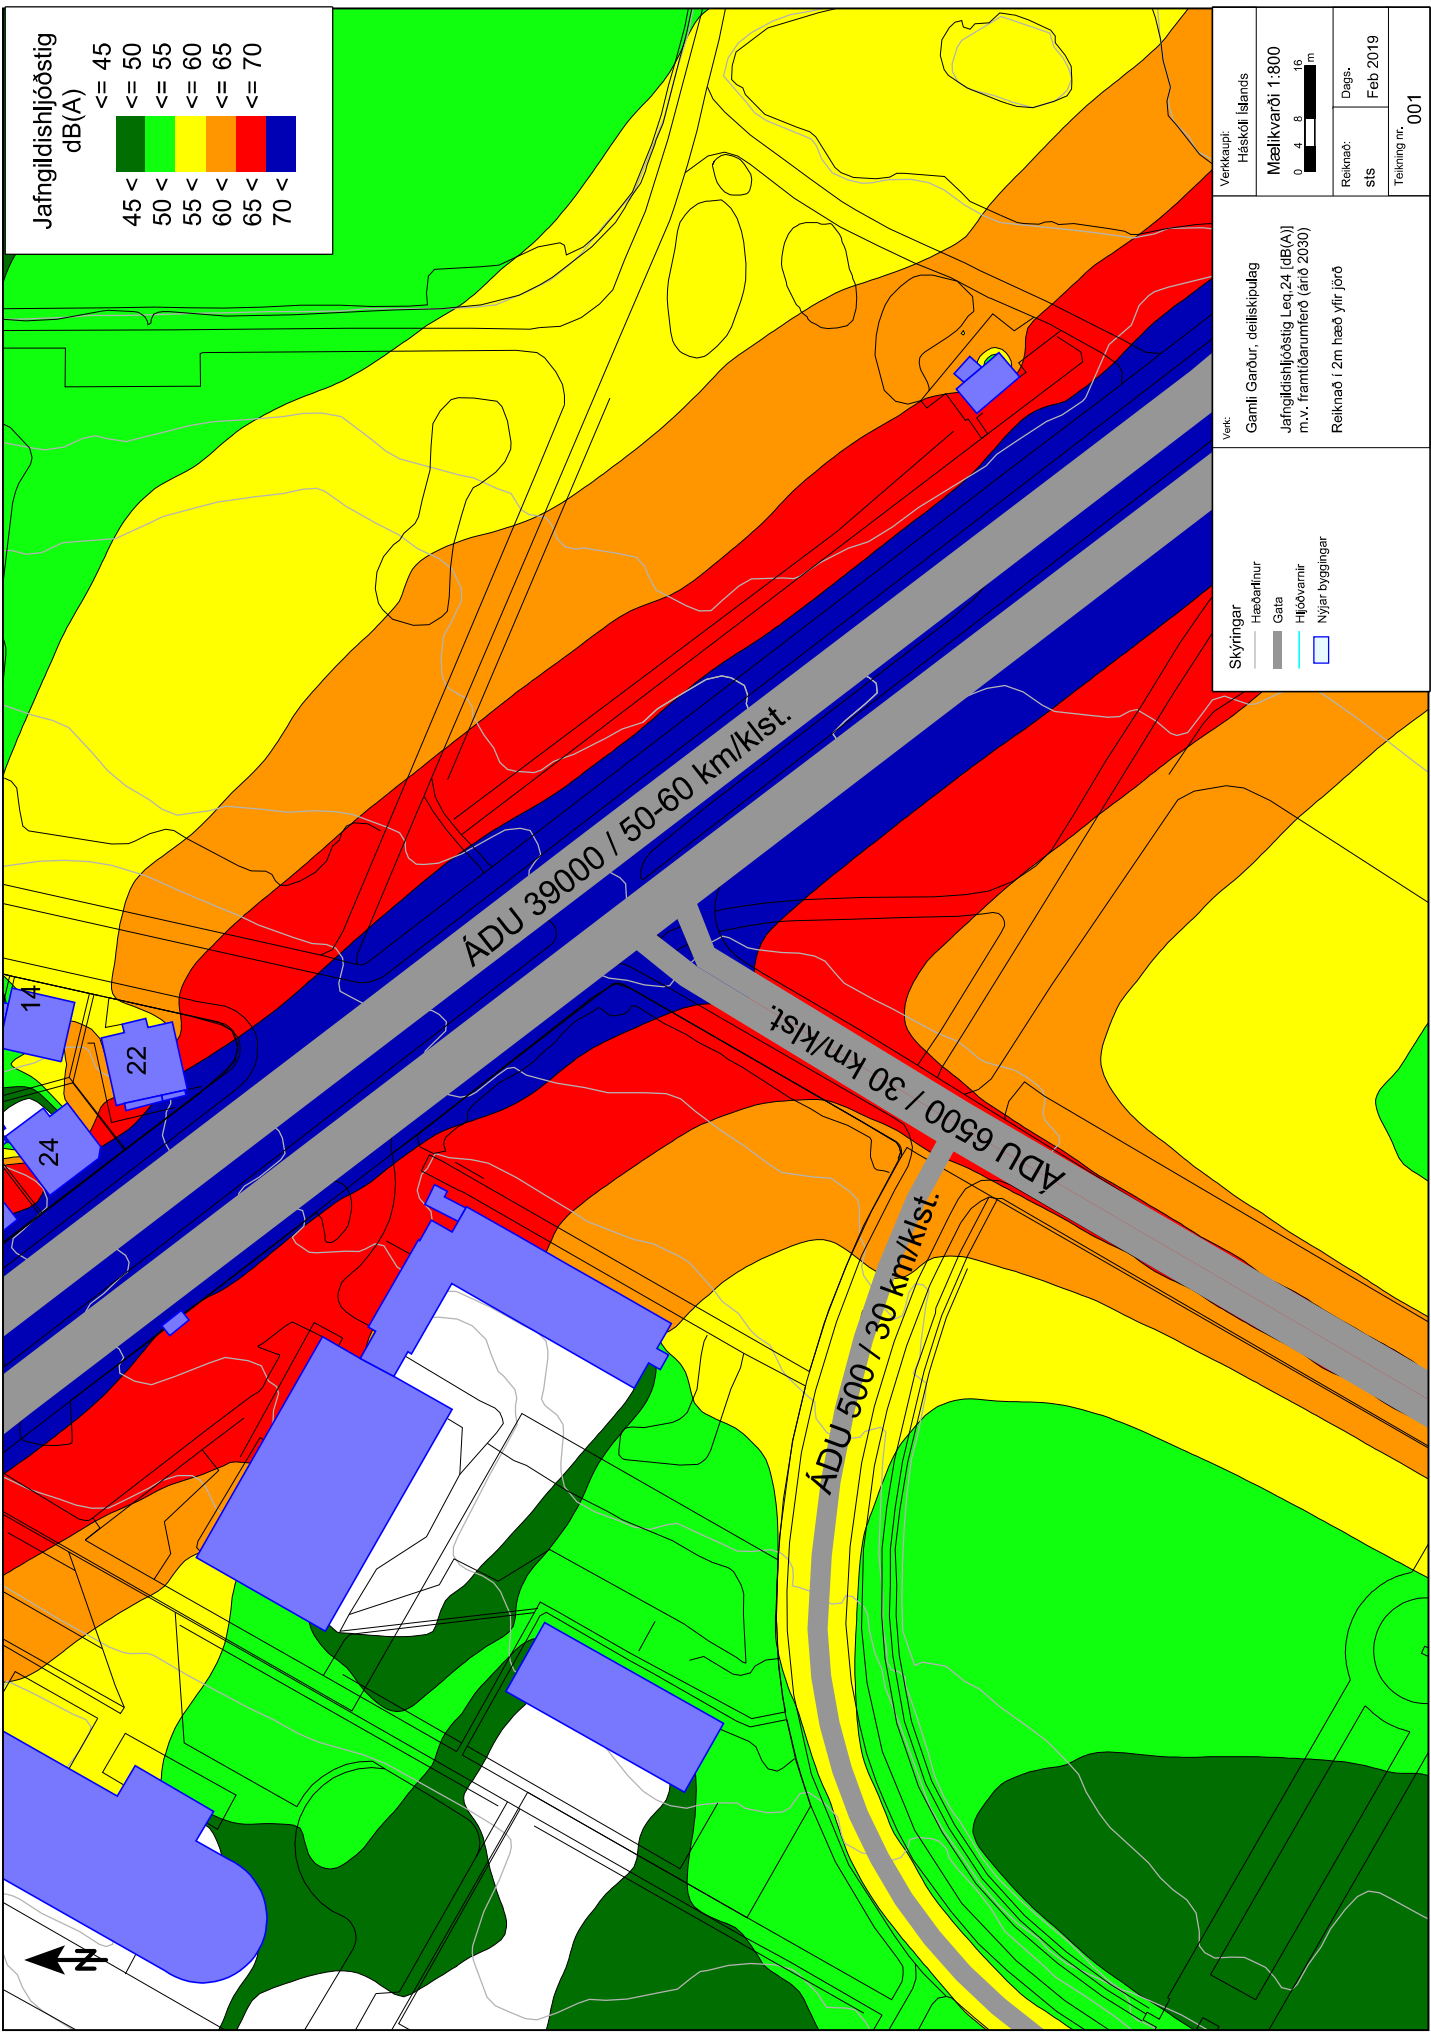 Jafngildishljóðstig
dB(A)
<= 45
45 < <= 50
50 < <= 55
55 < <= 60
60 < <= 65
65 < <= 70
70 <
14
22
24
N
ÁDU 39000 / 50-60 km/klst.
ÁDU 6500 / 30 km/klst.
ÁDU 500 / 30 km/klst.
Skýringar
Hæðarlínur
Gata
Hljóðvarnir
Nýjar byggingar
Verk:
Gamli Garður, deiliskipulag
Jafngildishljóðstig Leq,24 [dB(A)]
m.v. framtíðarumferð (árið 2030)
Reiknað í 2m hæð yfir jörð
Verkkaupi:
Háskóli Íslands
Mælikvarði 1:800
0 4 8 16
m
Reiknað:
sts
Dags.
Feb 2019
Teikning nr.
001